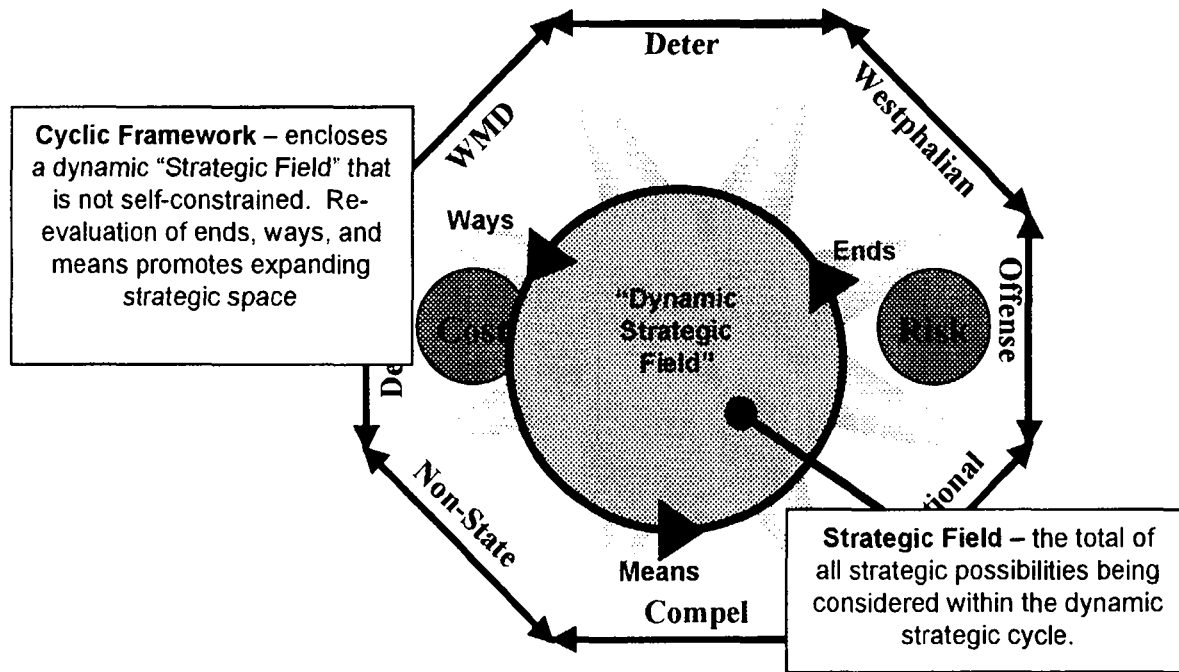 Deter
WMD
Westphalian
Cyclic Framework – encloses
a dynamic “Strategic Field” that
is not self-constrained. Re-
evaluation of ends, ways, and
means promotes expanding
strategic space
Ways
Ends
“Dynamic
Strategic
Field”
Cost
Risk
Offense
Non-State
Means
Compel
Strategic Field – the total of
all strategic possibilities being
considered within the dynamic
strategic cycle.